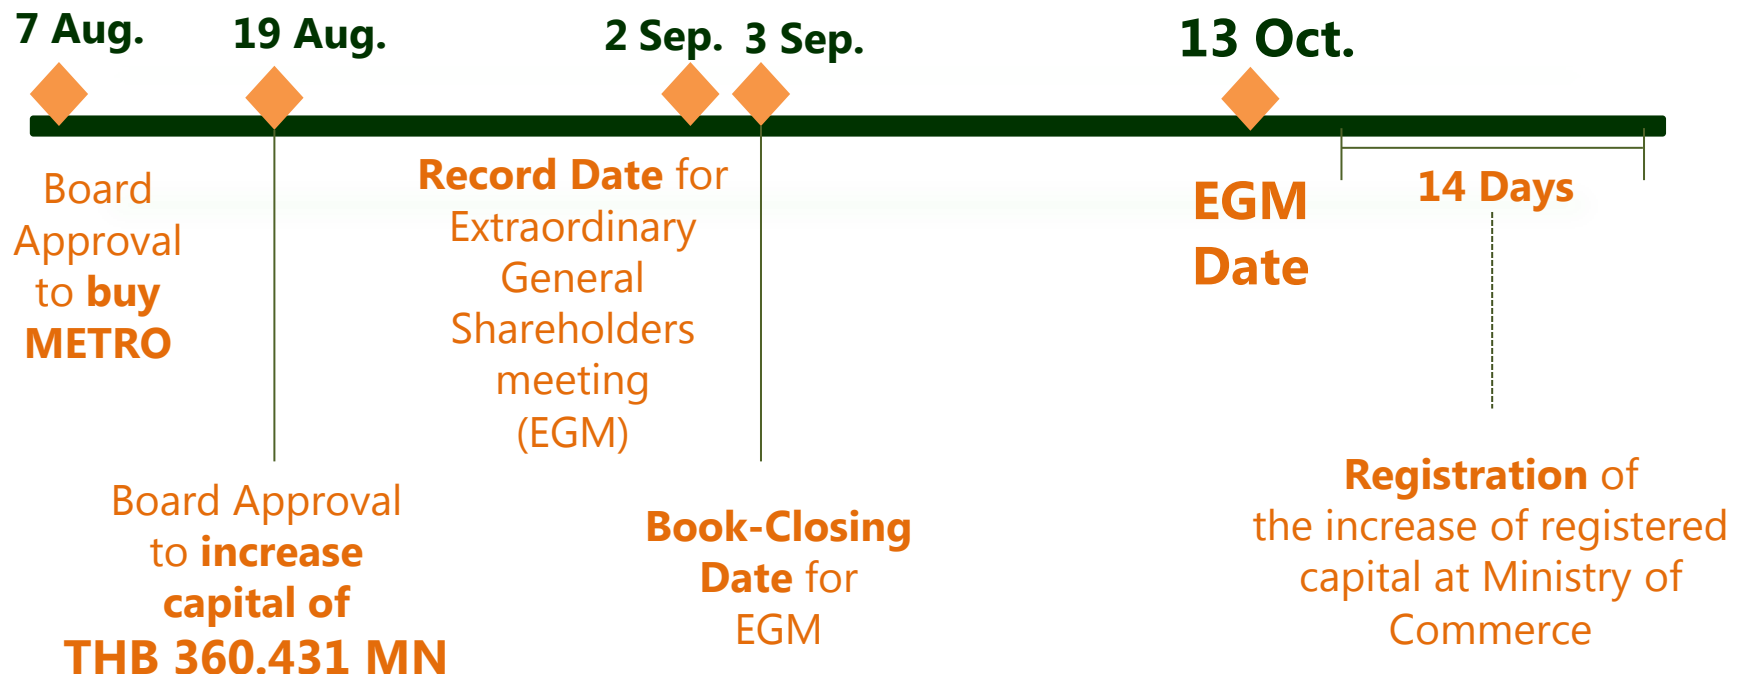 7 Aug.
19 Aug.
2 Sep.
3 Sep.
13 Oct.
Board
Approval
to buy
METRO
Board Approval
to increase
capital of
THB 360.431 MN
Record Date for
Extraordinary
General
Shareholders
meeting
(EGM)
Book-Closing
Date for
EGM
EGM
Date
14 Days
Registration of
the increase of registered
capital at Ministry of
Commerce